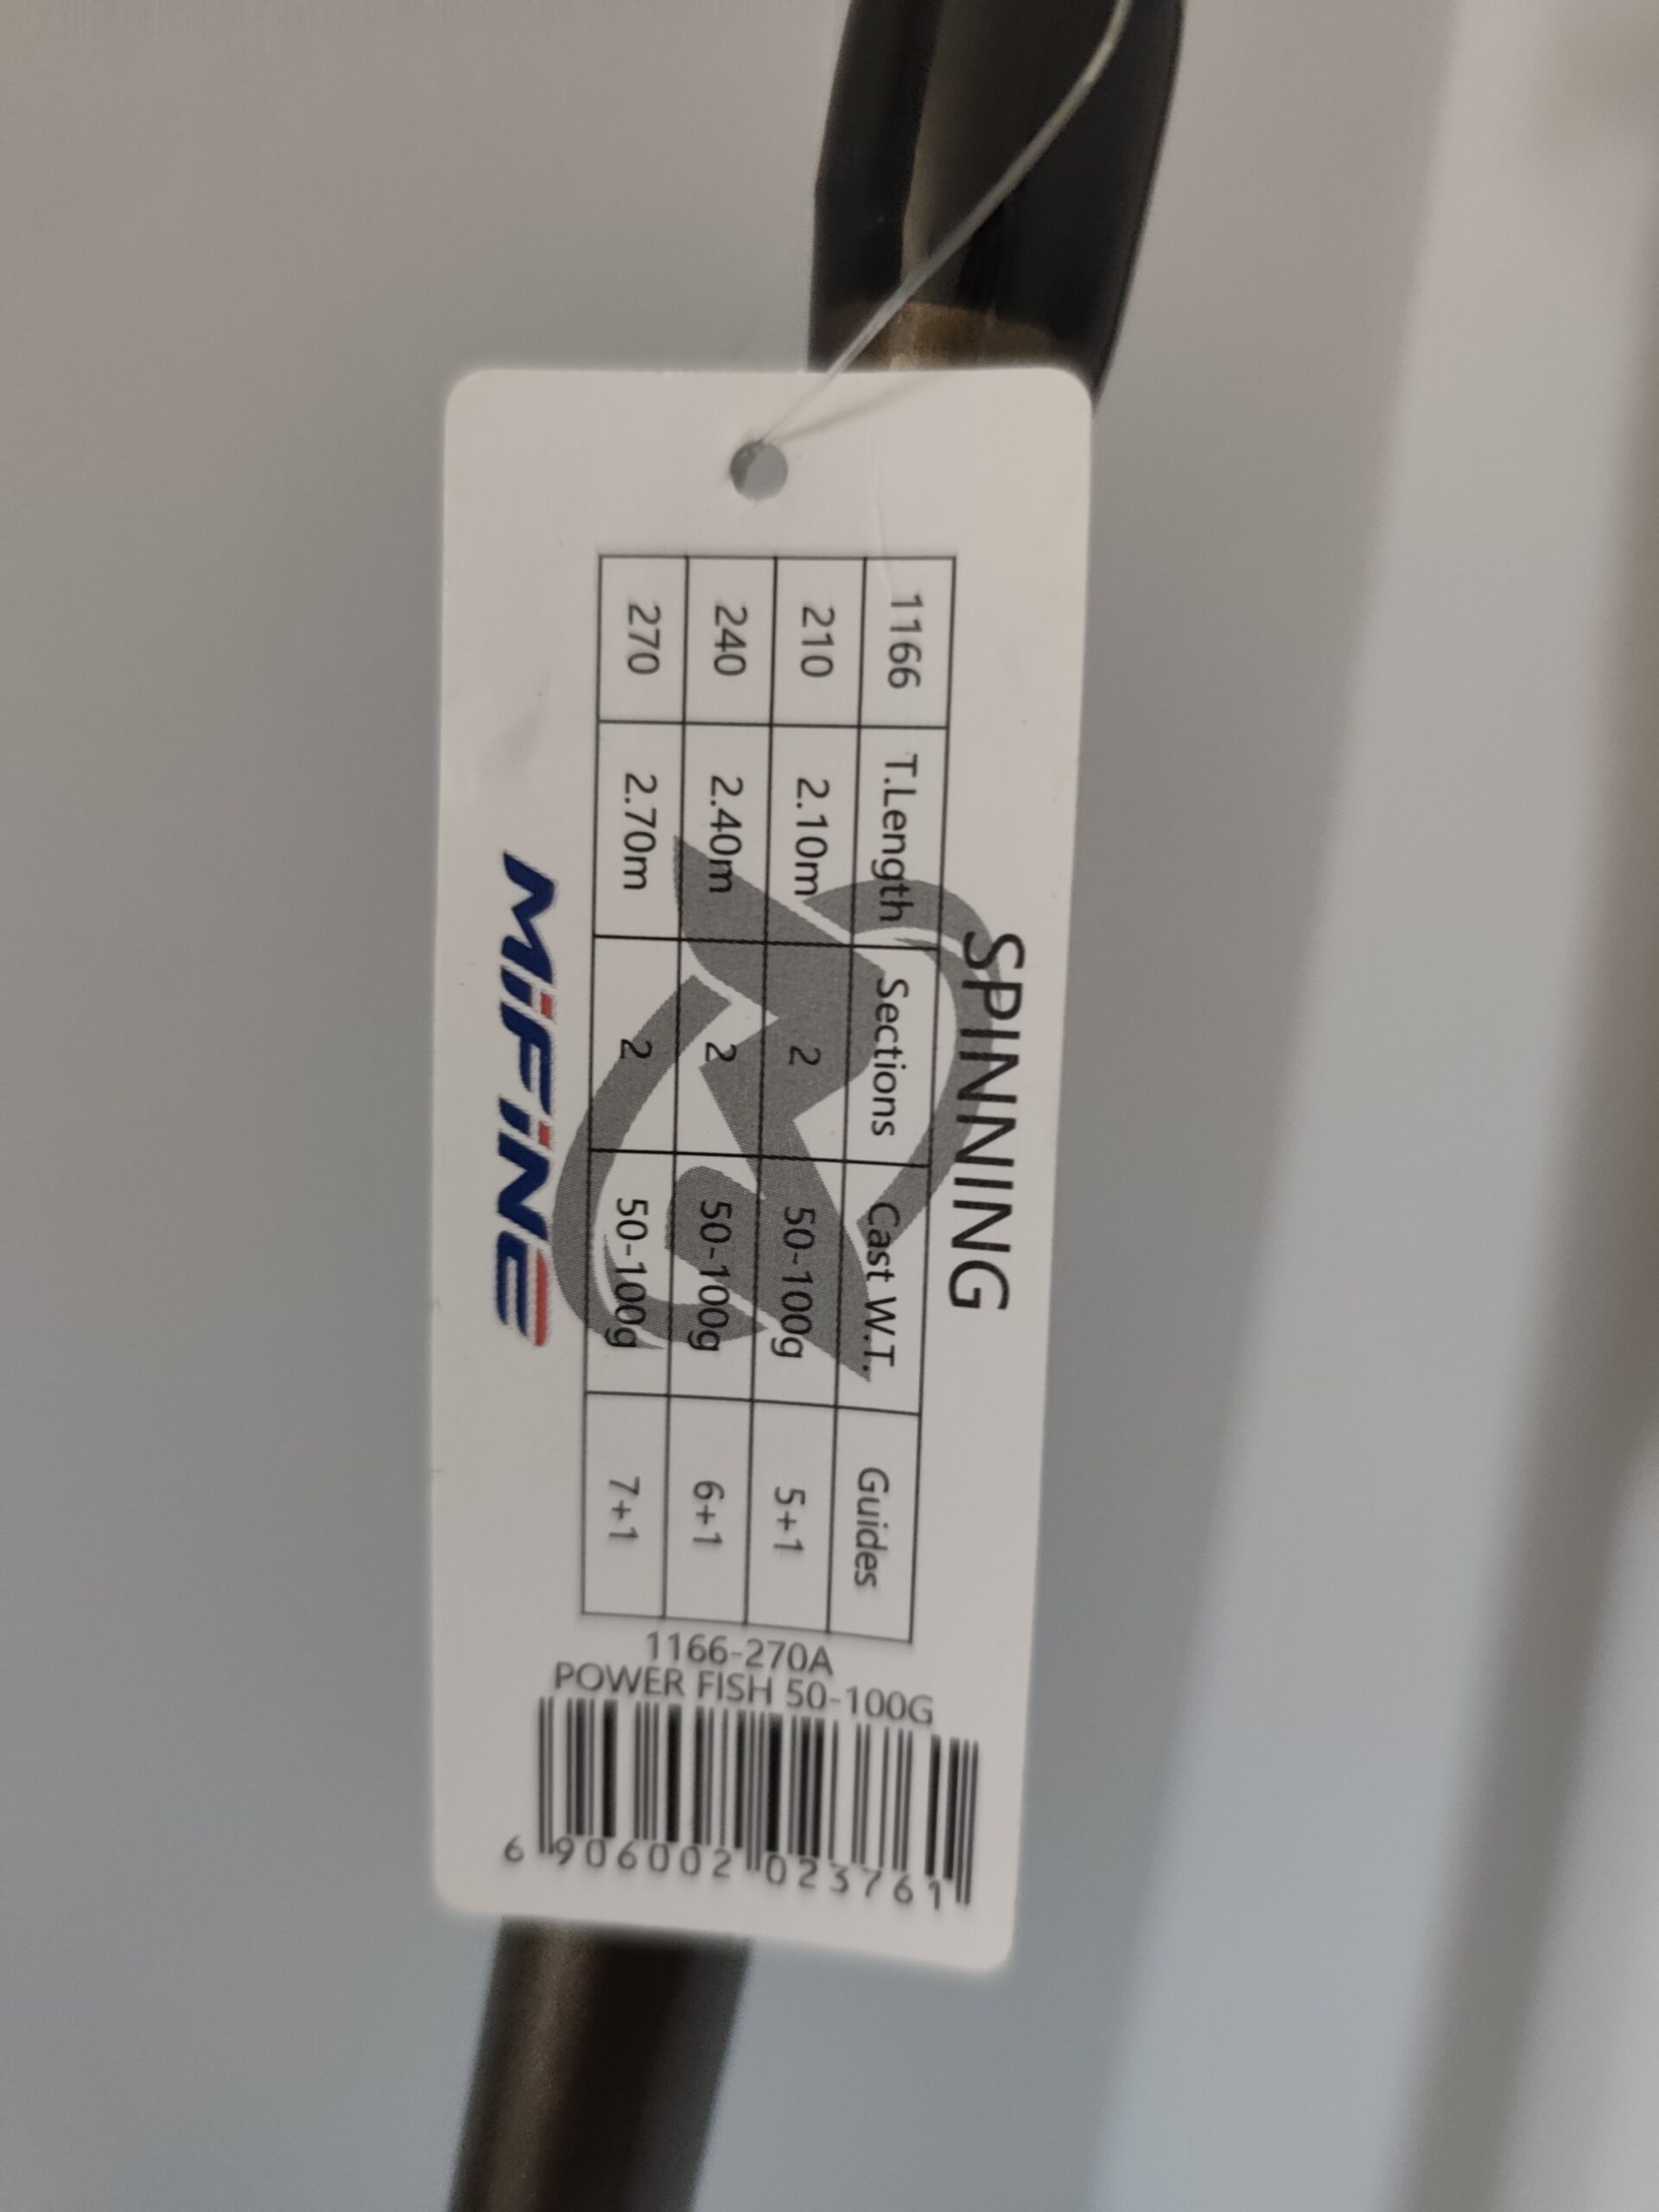 SPINNING
1166 T.Length Sections Cast W.T. Guides
210 2.10m 2 50-100g 5+1
240 2.40m 2 50-100g 6+1
270 2.70m 2 50-100g 7+1
MiFiNE
1166-270A
POWER FISH 50-100G
6 906002 023761